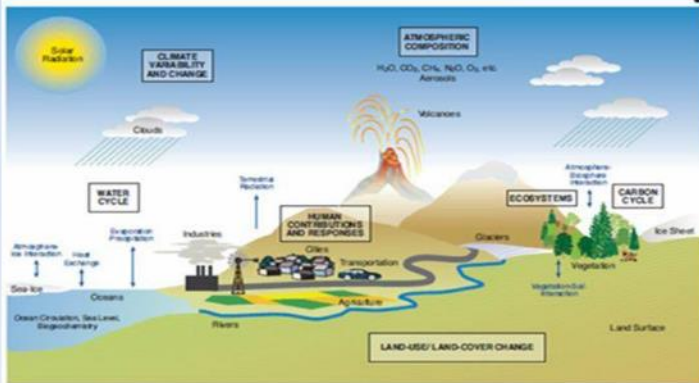 Solar
Radiation
CLIMATE
VARIABILITY
AND CHANGE
ATMOSPHERIC
COMPOSITION
H₂O, CO₂, CH₄, N₂O, O₃, etc.
Aerosols
Volcanoes
Clouds
Atmosphere-
Biosphere
Interaction
WATER
CYCLE
Terrestrial
Radiation
ECOSYSTEMS
CARBON
CYCLE
HUMAN
CONTRIBUTIONS
AND RESPONSES
Evaporation
Precipitation
Industries
Cities
Glaciers
Ice Sheet
Atmosphere-
Ice Interaction
Heat
Exchange
Transportation
Vegetation
Sea-Ice
Oceans
Agriculture
Vegetation-Soil
Interaction
Ocean Circulation, Sea Level,
Biogeochemistry
Rivers
Land Surface
LAND-USE/ LAND-COVER CHANGE